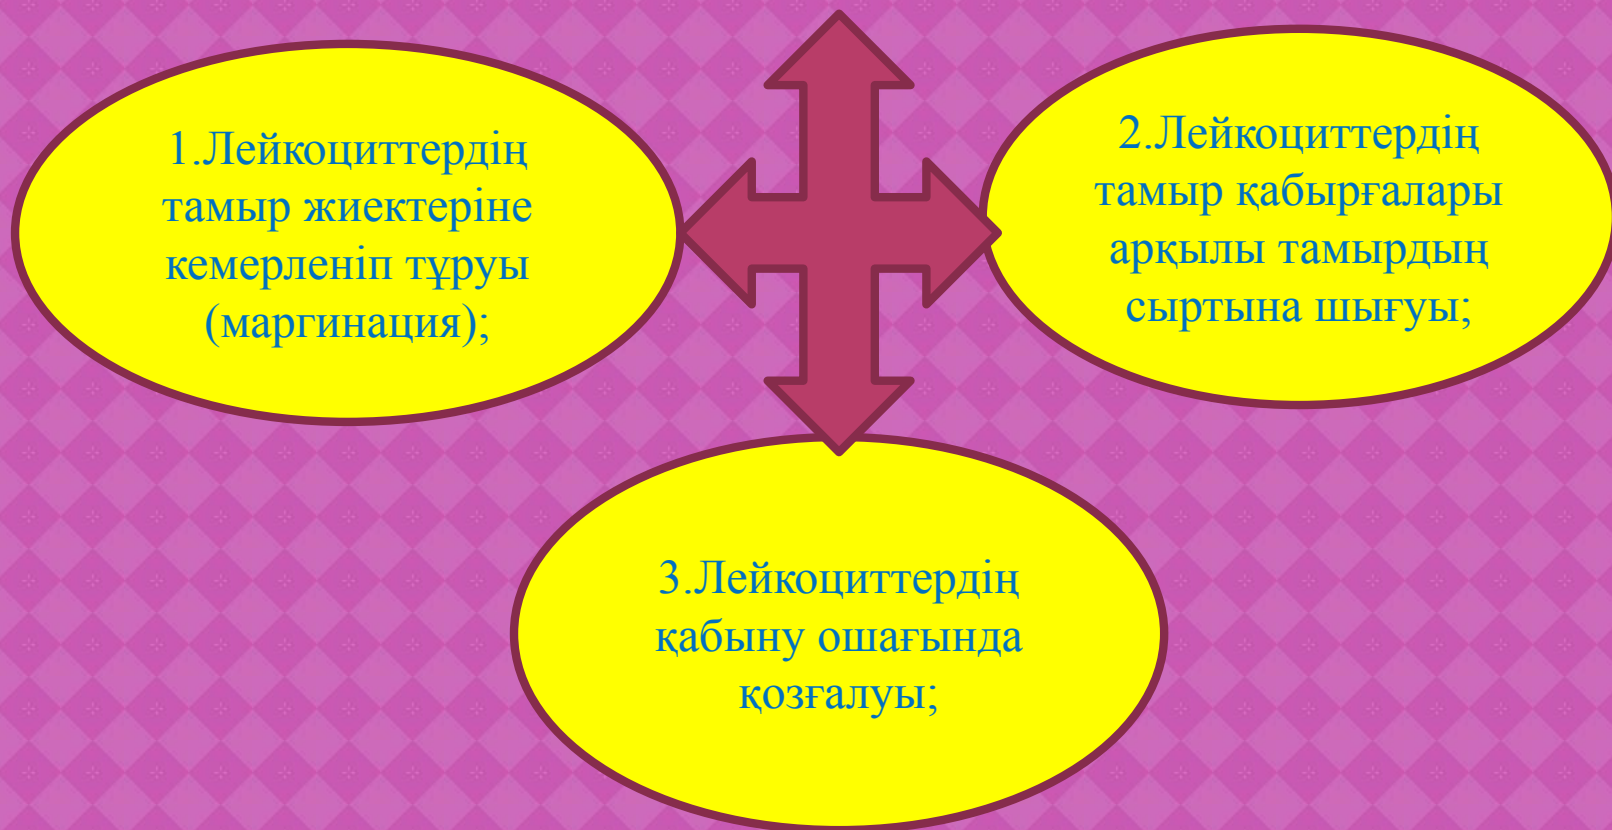 1.Лейкоциттердің
тамыр жиектеріне
кемерленіп тұруы
(маргинация);
2.Лейкоциттердің
тамыр қабырғалары
арқылы тамырдың
сыртына шығуы;
3.Лейкоциттердің
қабыну ошағында
қозғалуы;